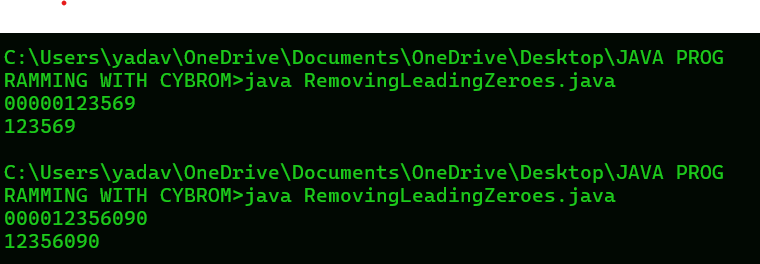 C:\Users\yadav\OneDrive\Documents\OneDrive\Desktop\JAVA PROG
RAMMING WITH CYBROM>java RemovingLeadingZeroes.java
00000123569
123569
C:\Users\yadav\OneDrive\Documents\OneDrive\Desktop\JAVA PROG
RAMMING WITH CYBROM>java RemovingLeadingZeroes.java
000012356090
12356090